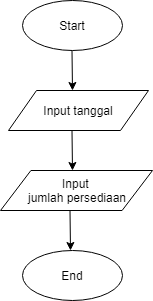 Start
Input tanggal
Input
jumlah persediaan
End